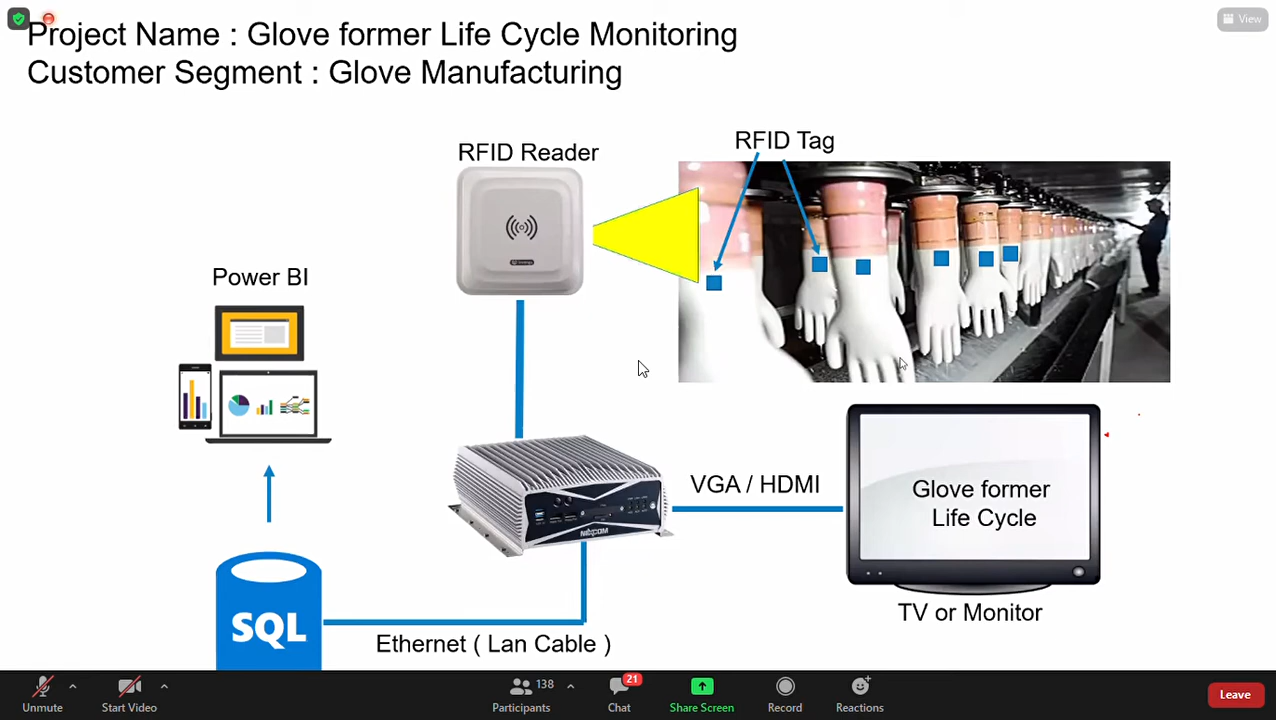 Project Name : Glove former Life Cycle Monitoring
View
Customer Segment : Glove Manufacturing
RFID Reader
RFID Tag
Power BI
VGA / HDMI
Glove former
Life Cycle
TV or Monitor
SQL
Ethernet ( Lan Cable )
NEXCOM
Unmute
Start Video
138
Participants
21
Chat
Share Screen
Record
Reactions
Leave